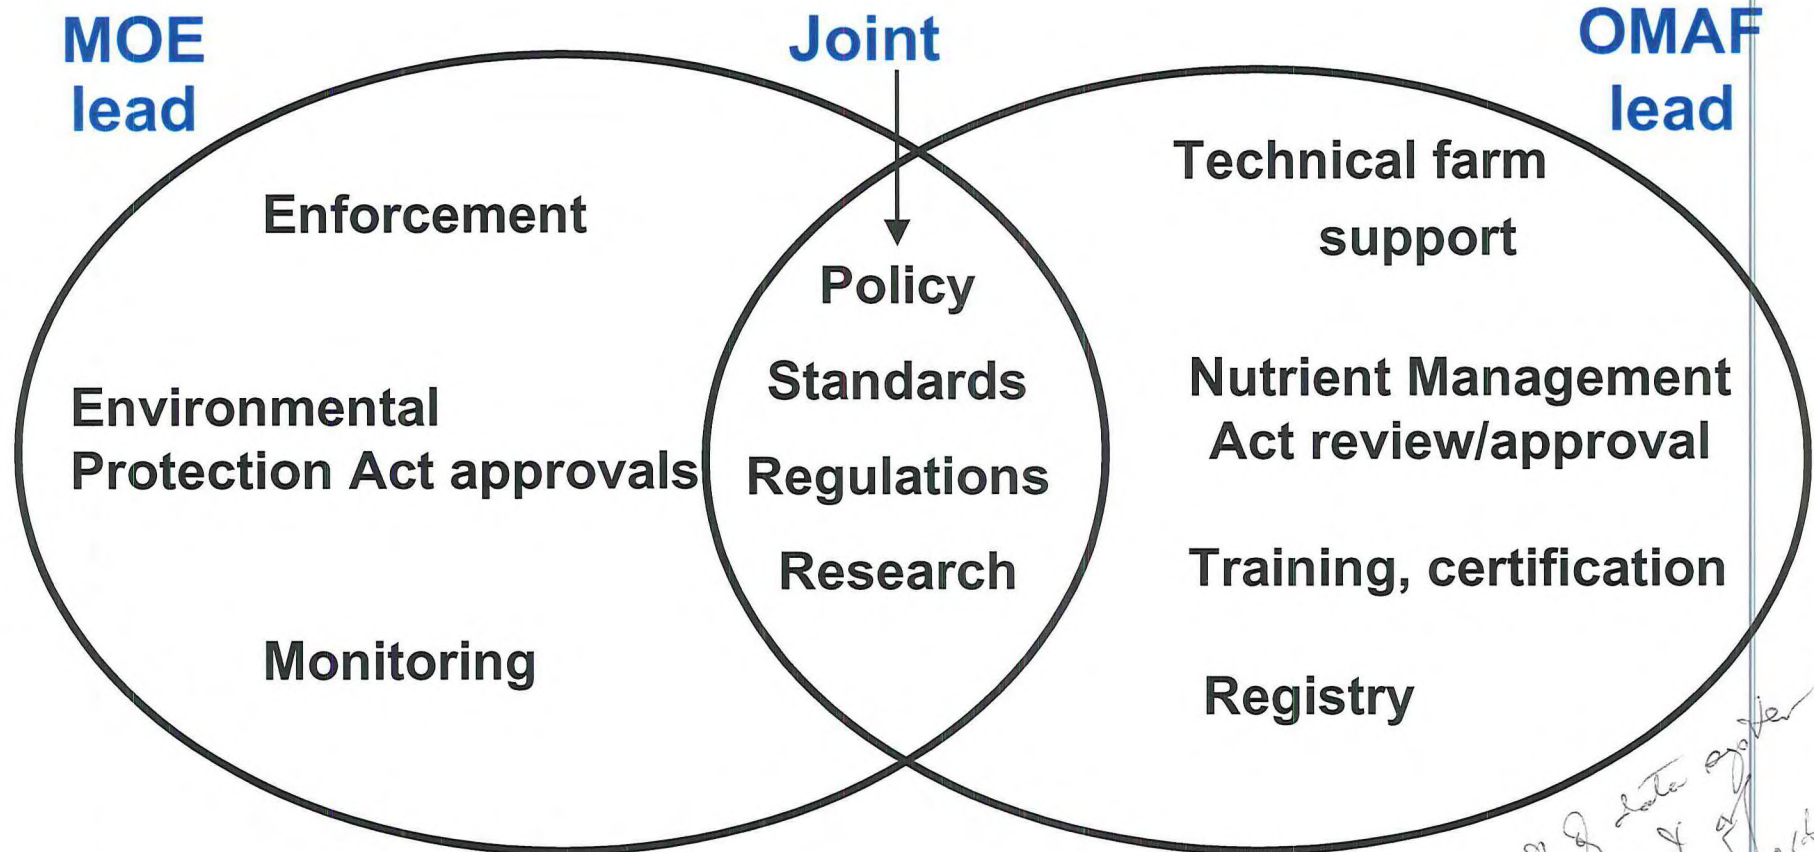 MOE
lead
Joint
OMAF
lead
Enforcement
Environmental
Protection Act approvals
Monitoring
Policy
Standards
Regulations
Research
Technical farm
support
Nutrient Management
Act review/approval
Training, certification
Registry
data